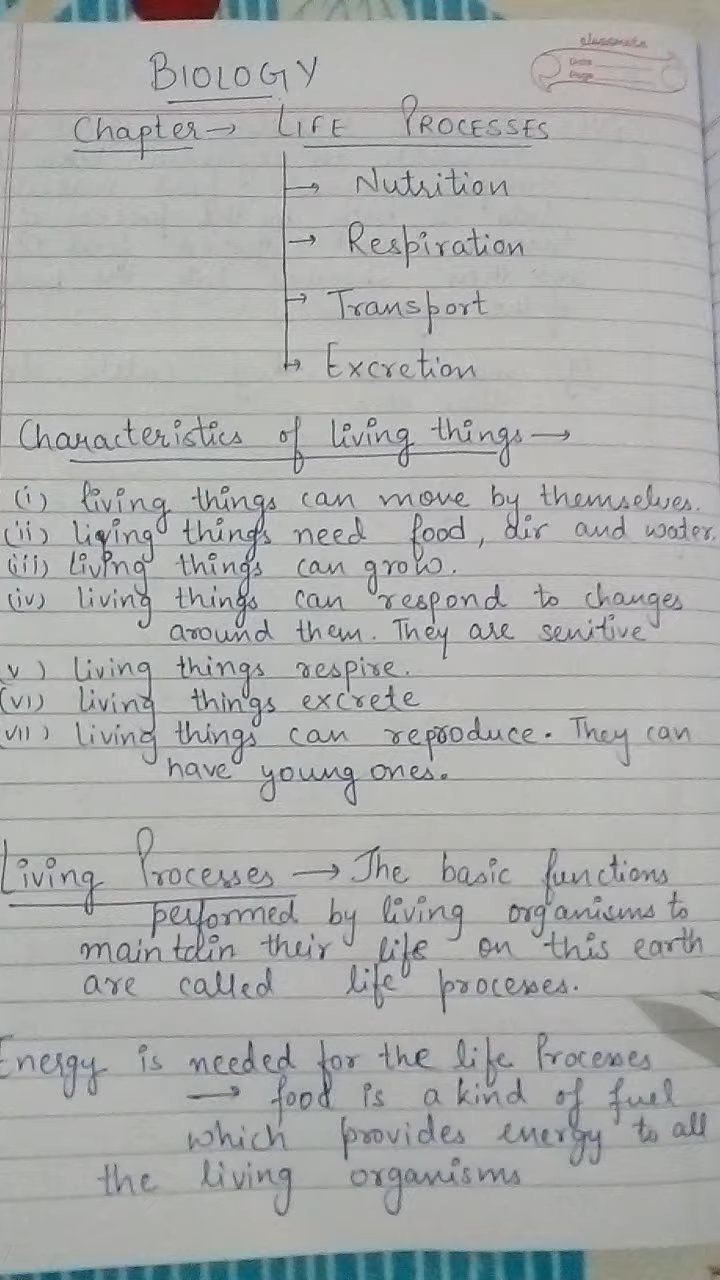 classmate
Date
Page
BIOLOGY
Chapter → LIFE PROCESSES
→ Nutrition
→ Respiration
→ Transport
→ Excretion
Characteristics of living things →
(i) living things can move by themselves.
(ii) living things need food, air and water.
(iii) living things can grow.
(iv) living things can respond to changes
around them. They are senitive
v) living things respire.
(vi) living things excrete
vii) living things can reproduce. They can
have young ones.
Living Processes → The basic functions
performed by living organisms to
maintain their life on this earth
are called life processes.
Energy is needed for the life Processes
→ food is a kind of fuel
which provides energy to all
the living organisms